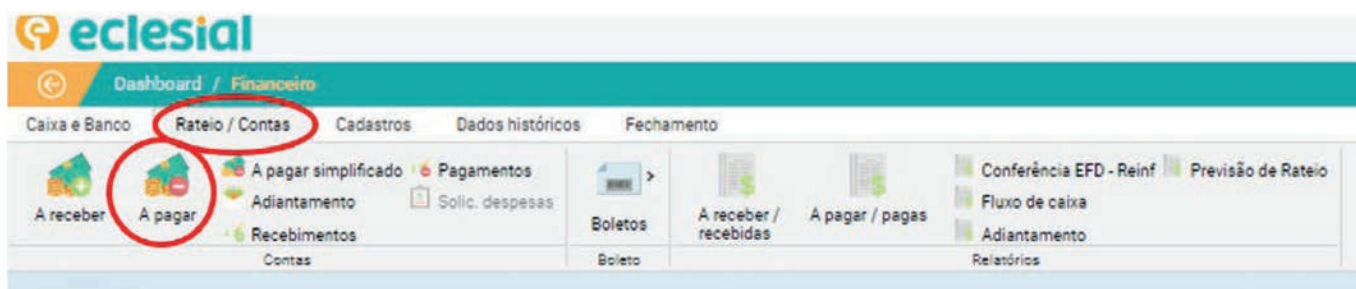 eclesial
Dashboard / Financeiro
Caixa e Banco Rateio / Contas Cadastros Dados históricos Fechamento
A receber
A pagar
A pagar simplificado
Adiantamento
Recebimentos
Pagamentos
Solic. despesas
Contas
Boletos
Boleto
A receber /
recebidas
A pagar / pagas
Conferência EFD - Reinf
Fluxo de caixa
Adiantamento
Previsão de Rateio
Relatórios